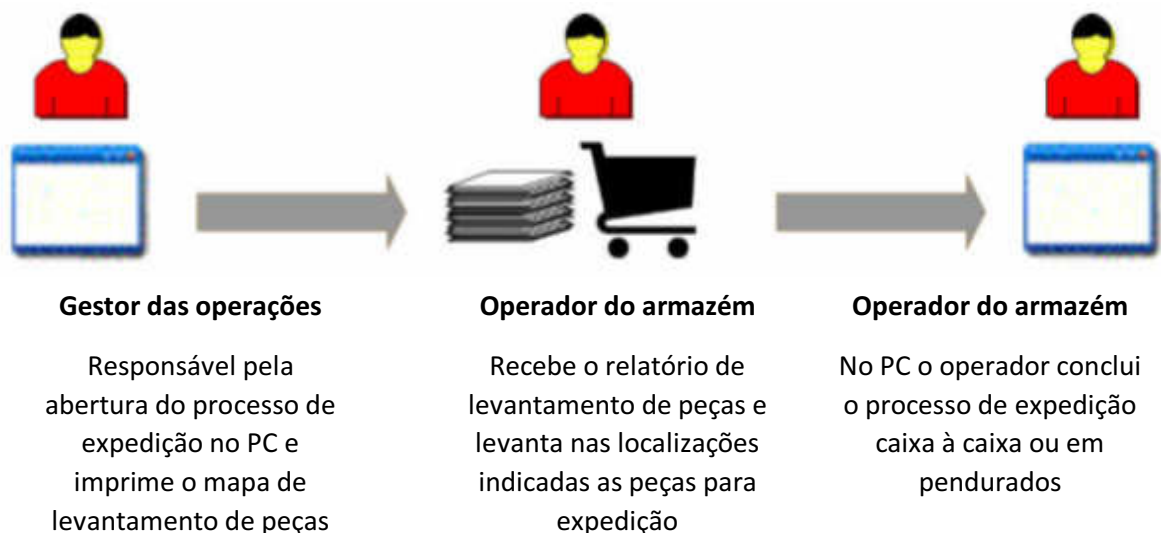 Gestor das operações
Responsável pela
abertura do processo de
expedição no PC e
imprime o mapa de
levantamento de peças
Operador do armazém
Recebe o relatório de
levantamento de peças e
levanta nas localizações
indicadas as peças para
expedição
Operador do armazém
No PC o operador conclui
o processo de expedição
caixa à caixa ou em
pendurados